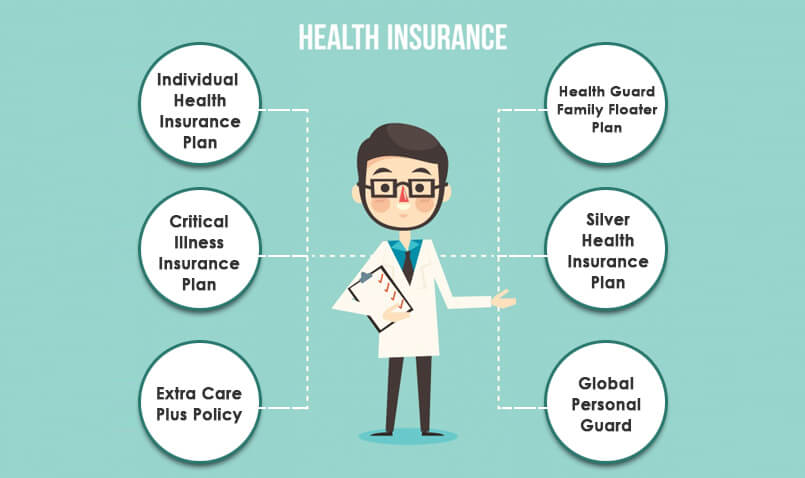 HEALTH INSURANCE
Individual
Health
Insurance
Plan
Critical
Illness
Insurance
Plan
Extra Care
Plus Policy
Health Guard
Family Floater
Plan
Silver
Health
Insurance
Plan
Global
Personal
Guard